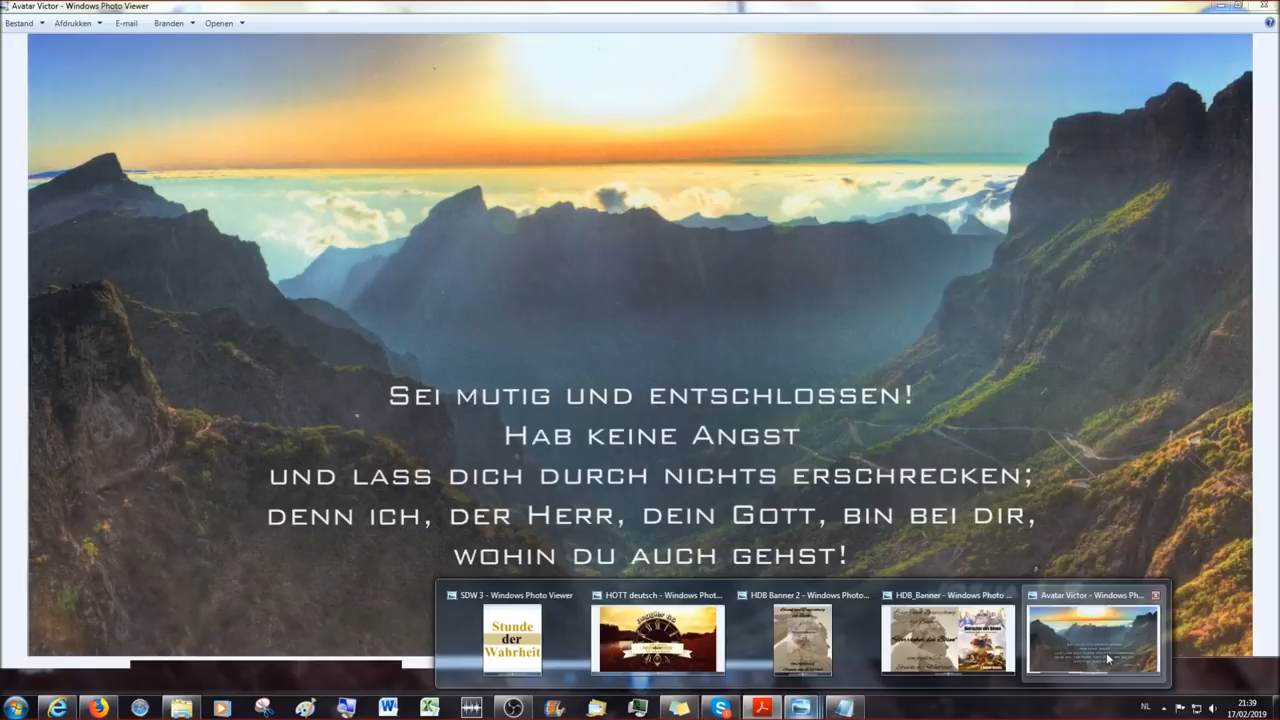 Avatar Victor - Windows Photo Viewer
Bestand Afdrukken E-mail Branden Openen
Sei mutig und entschlossen!
Hab keine Angst
und lass dich durch nichts erschrecken;
denn ich, der Herr, dein Gott, bin bei dir,
wohin du auch gehst!
SDW 3 - Windows Photo Viewer
HOTT deutsch - Windows Phot...
HDB Banner 2 - Windows Photo...
HDB_Banner - Windows Photo ...
Avatar Victor - Windows Ph...
Stunde
der
Wahrheit
NL
21:39
17/02/2019